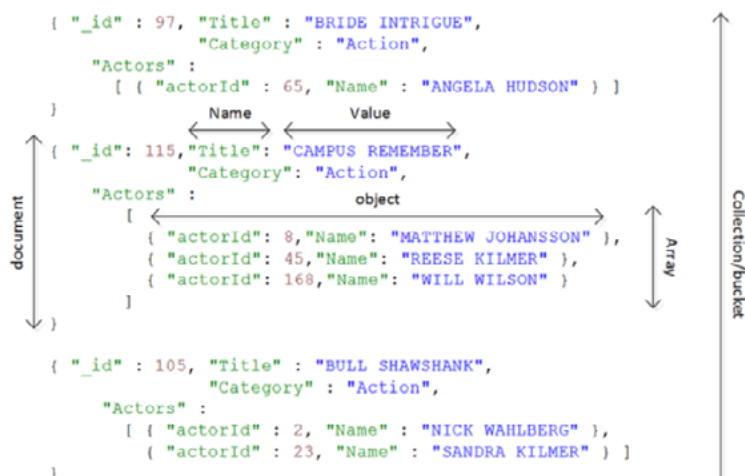 { "_id" : 97, "Title" : "BRIDE INTRIGUE",
"Category" : "Action",
"Actors" :
[ { "actorId" : 65, "Name" : "ANGELA HUDSON" } ]
}
Name Value
{ "_id": 115,"Title": "CAMPUS REMEMBER",
"Category": "Action",
"Actors" :
object
[
{ "actorId": 8,"Name": "MATTHEW JOHANSSON" },
{ "actorId": 45,"Name": "REESE KILMER" },
{ "actorId": 168,"Name": "WILL WILSON" }
]
}
document
Array
Collection/bucket
{ "_id" : 105, "Title" : "BULL SHAWSHANK",
"Category" : "Action",
"Actors" :
[ { "actorId" : 2, "Name" : "NICK WAHLBERG" },
{ "actorId" : 23, "Name" : "SANDRA KILMER" } ]
}